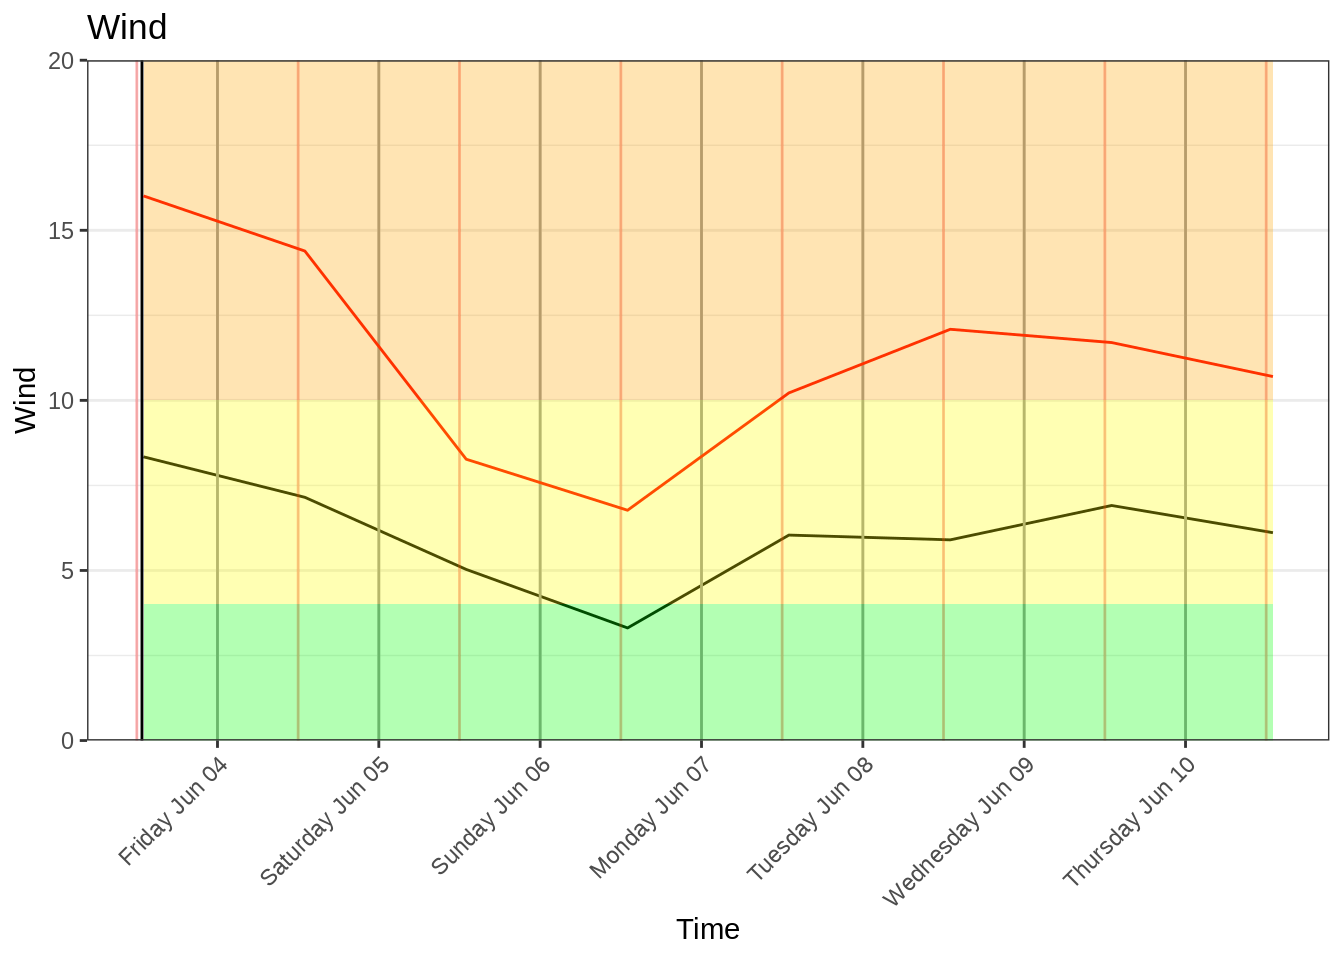 Wind
Wind
20
15
10
5
0
Friday Jun 04
Saturday Jun 05
Sunday Jun 06
Monday Jun 07
Tuesday Jun 08
Wednesday Jun 09
Thursday Jun 10
Time